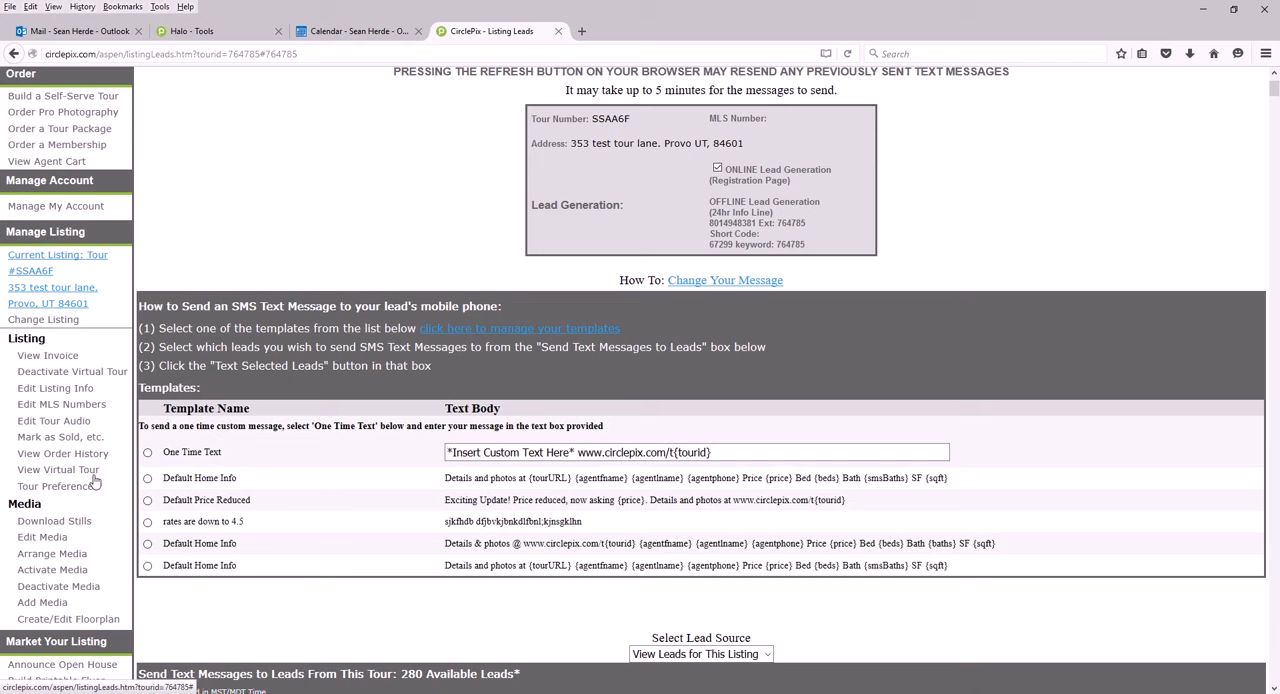 File Edit View History Bookmarks Tools Help
Mail - Sean Herde - Outlook
Halo - Tools
Calendar - Sean Herde - O...
CirclePix - Listing Leads
circlepix.com/aspen/listingLeads.htm?tourid=764785#764785
Search
Order
Build a Self-Serve Tour
Order Pro Photography
Order a Tour Package
Order a Membership
View Agent Cart
Manage Account
Manage My Account
Manage Listing
Current Listing: Tour
#SSAA6F
353 test tour lane.
Provo, UT 84601
Change Listing
Listing
View Invoice
Deactivate Virtual Tour
Edit Listing Info
Edit MLS Numbers
Edit Tour Audio
Mark as Sold, etc.
View Order History
View Virtual Tour
Tour Preferences
Media
Download Stills
Edit Media
Arrange Media
Activate Media
Deactivate Media
Add Media
Create/Edit Floorplan
Market Your Listing
Announce Open House
circlepix.com/aspen/listingLeads.htm?tourid=764785#
PRESSING THE REFRESH BUTTON ON YOUR BROWSER MAY RESEND ANY PREVIOUSLY SENT TEXT MESSAGES
It may take up to 5 minutes for the messages to send.
Tour Number: SSAA6F MLS Number:
Address: 353 test tour lane. Provo UT, 84601
ONLINE Lead Generation
(Registration Page)
Lead Generation:
OFFLINE Lead Generation
(24hr Info Line)
8014948381 Ext: 764785
Short Code:
67299 keyword: 764785
How To: Change Your Message
How to Send an SMS Text Message to your lead's mobile phone:
(1) Select one of the templates from the list below click here to manage your templates
(2) Select which leads you wish to send SMS Text Messages to from the "Send Text Messages to Leads" box below
(3) Click the "Text Selected Leads" button in that box
Templates:
Template Name Text Body
To send a one time custom message, select 'One Time Text' below and enter your message in the text box provided
One Time Text *Insert Custom Text Here* www.circlepix.com/t{tourid}
Default Home Info Details and photos at {tourURL} {agentfname} {agentlname} {agentphone} Price {price} Bed {beds} Bath {smsBaths} SF {sqft}
Default Price Reduced Exciting Update! Price reduced, now asking {price}. Details and photos at www.circlepix.com/t{tourid}
rates are down to 4.5 sjkfhdb dfjbvkjbnkdlfbnl;kjnsgklhn
Default Home Info Details & photos @ www.circlepix.com/t{tourid} {agentfname} {agentlname} {agentphone} Price {price} Bed {beds} Bath {baths} SF {sqft}
Default Home Info Details and photos at {tourURL} {agentfname} {agentlname} {agentphone} Price {price} Bed {beds} Bath {smsBaths} SF {sqft}
Select Lead Source
View Leads for This Listing
Send Text Messages to Leads From This Tour: 280 Available Leads*
in MST/MDT Time